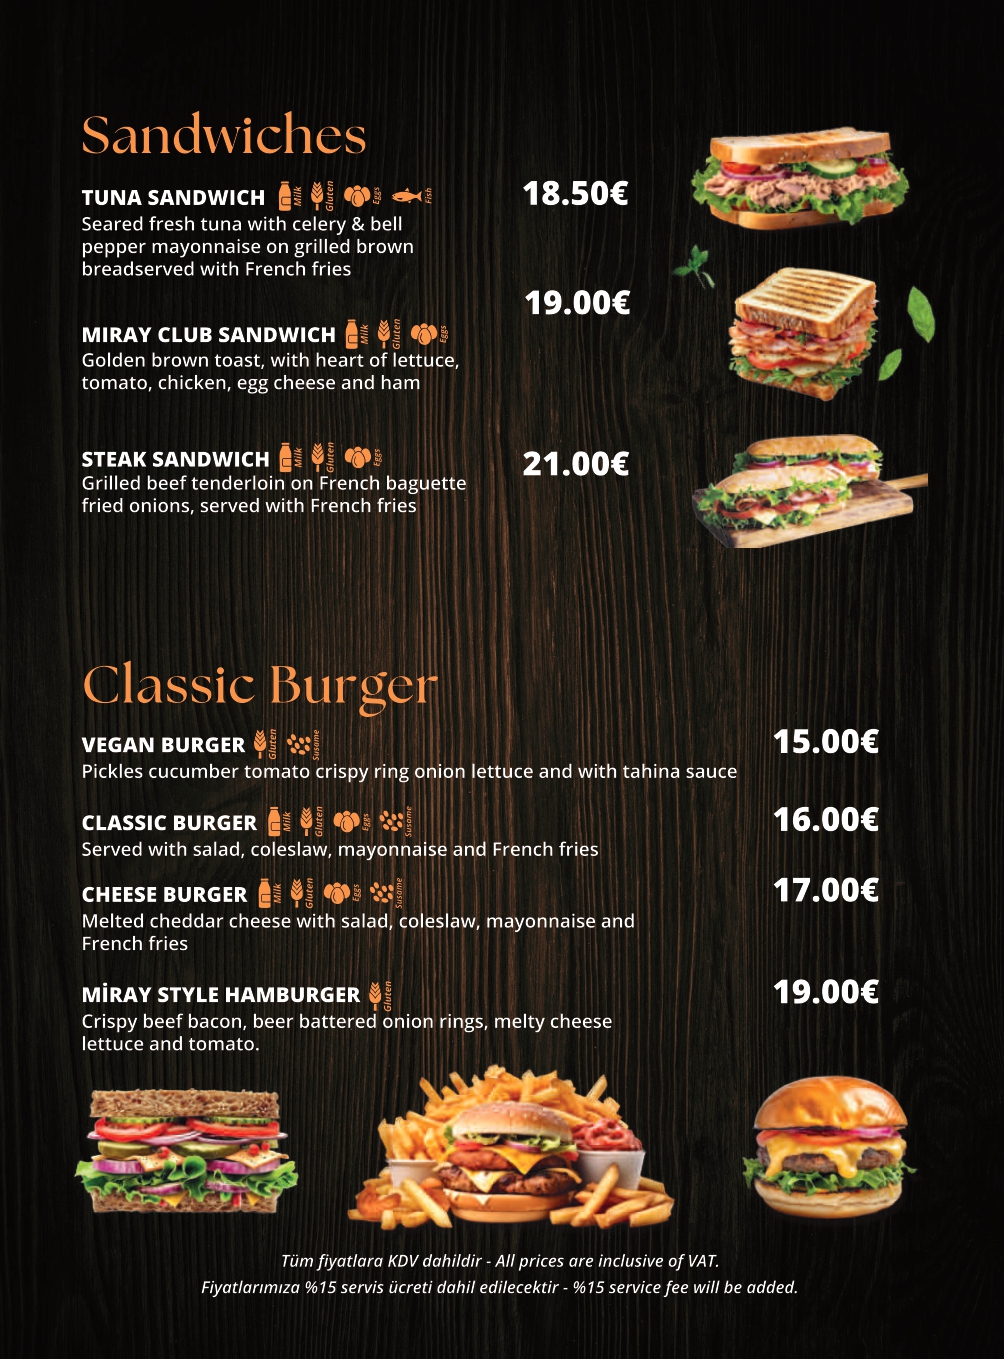 Sandwiches
TUNA SANDWICH Milk Gluten Eggs Fish 18.50€
Seared fresh tuna with celery & bell
pepper mayonnaise on grilled brown
breadserved with French fries
19.00€
MIRAY CLUB SANDWICH Milk Gluten Eggs
Golden brown toast, with heart of lettuce,
tomato, chicken, egg cheese and ham
STEAK SANDWICH Milk Gluten Eggs 21.00€
Grilled beef tenderloin on French baguette
fried onions, served with French fries
Classic Burger
VEGAN BURGER Gluten Susame 15.00€
Pickles cucumber tomato crispy ring onion lettuce and with tahina sauce
CLASSIC BURGER Milk Gluten Eggs Susame 16.00€
Served with salad, coleslaw, mayonnaise and French fries
CHEESE BURGER Milk Gluten Eggs Susame 17.00€
Melted cheddar cheese with salad, coleslaw, mayonnaise and
French fries
MİRAY STYLE HAMBURGER Gluten 19.00€
Crispy beef bacon, beer battered onion rings, melty cheese
lettuce and tomato.
Tüm fiyatlara KDV dahildir - All prices are inclusive of VAT.
Fiyatlarımıza %15 servis ücreti dahil edilecektir - %15 service fee will be added.